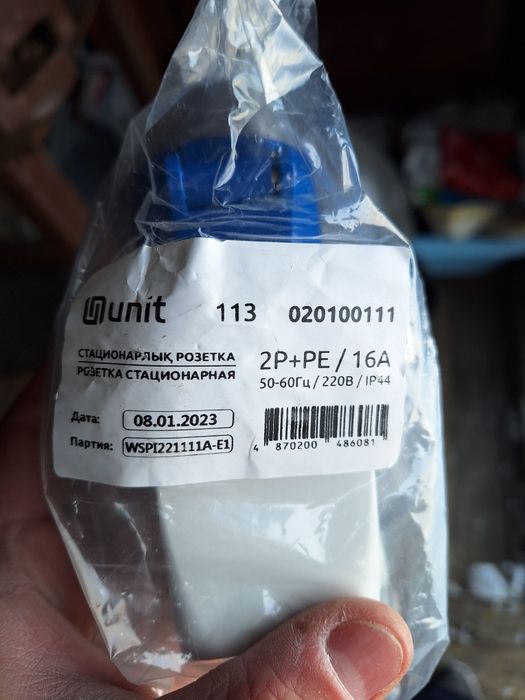 unit 113 020100111
СТАЦИОНАРЛЫҚ РОЗЕТКА
РОЗЕТКА СТАЦИОНАРНАЯ
2P+PE / 16A
50-60Гц / 220В / IP44
Дата: 08.01.2023
Партия: WSPI221111A-E1
4 870200 486081